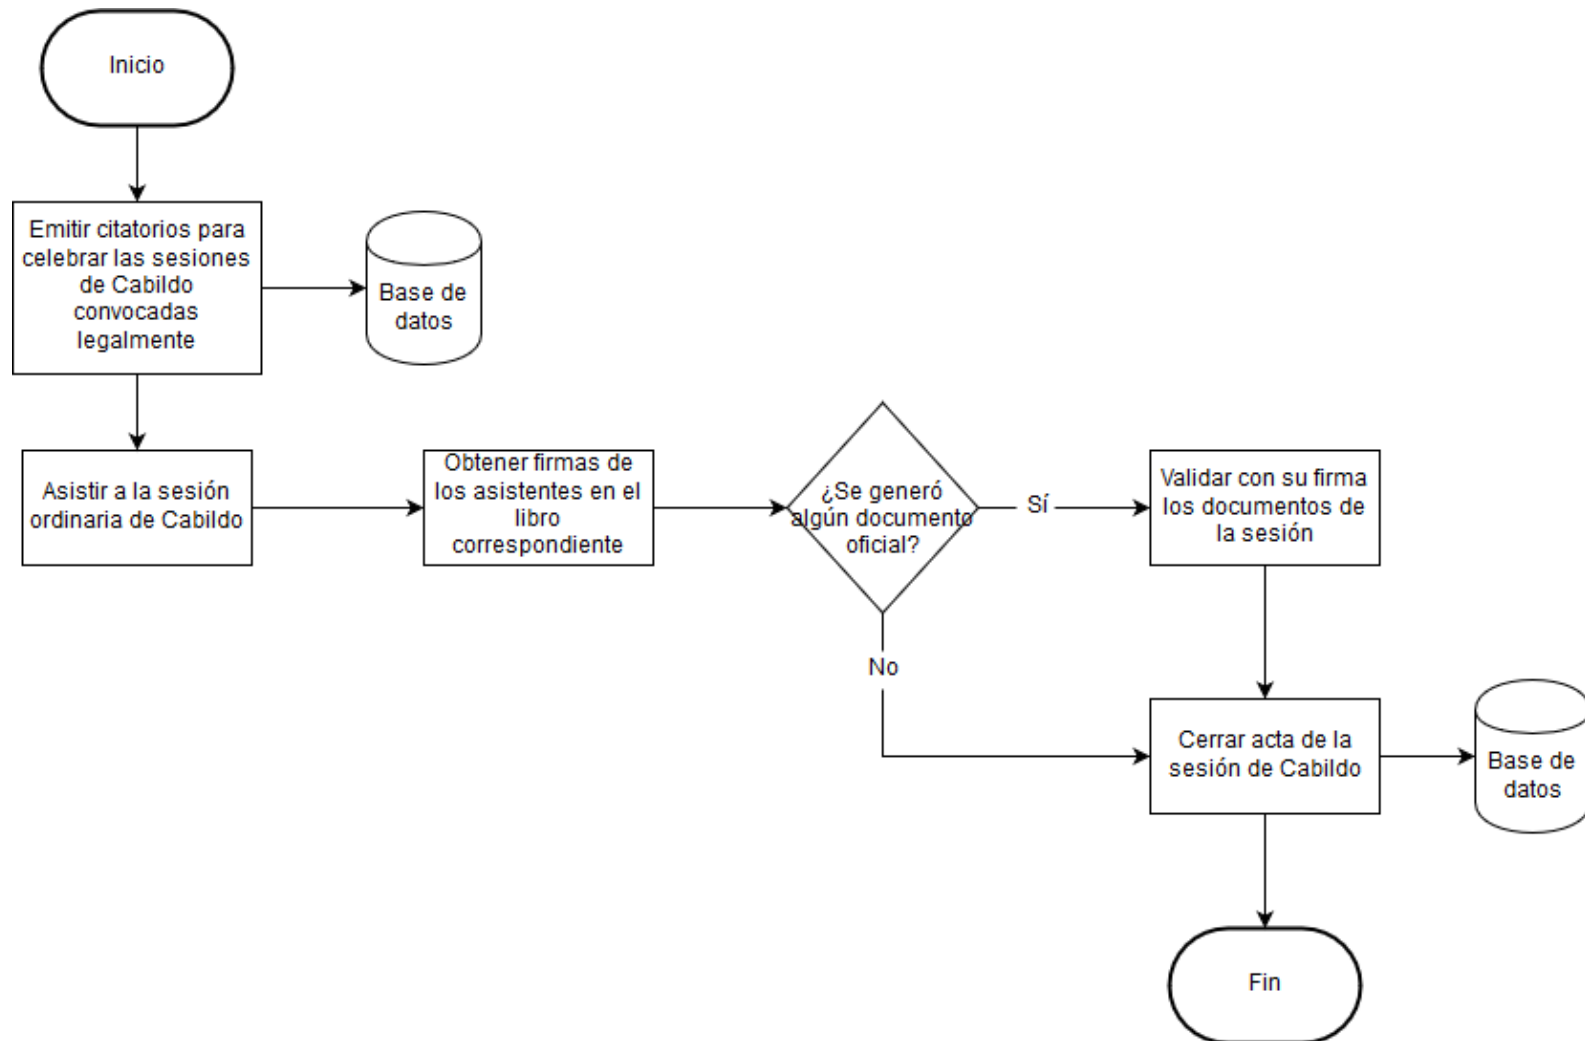 Inicio
Emitir citatorios para
celebrar las sesiones
de Cabildo
convocadas
legalmente
Base de
datos
Asistir a la sesión
ordinaria de Cabildo
Obtener firmas de
los asistentes en el
libro
correspondiente
¿Se generó
algún documento
oficial?
Sí
Validar con su firma
los documentos de
la sesión
No
Cerrar acta de la
sesión de Cabildo
Base de
datos
Fin